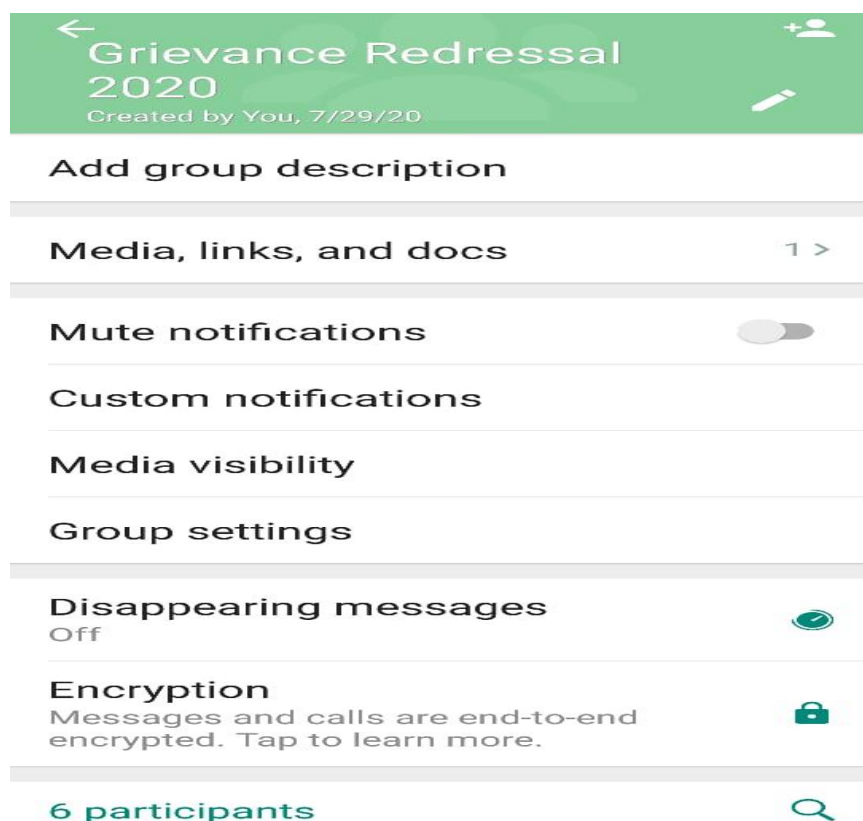 Grievance Redressal
2020
Created by You, 7/29/20
Add group description
Media, links, and docs 1 >
Mute notifications
Custom notifications
Media visibility
Group settings
Disappearing messages
Off
Encryption
Messages and calls are end-to-end
encrypted. Tap to learn more.
6 participants